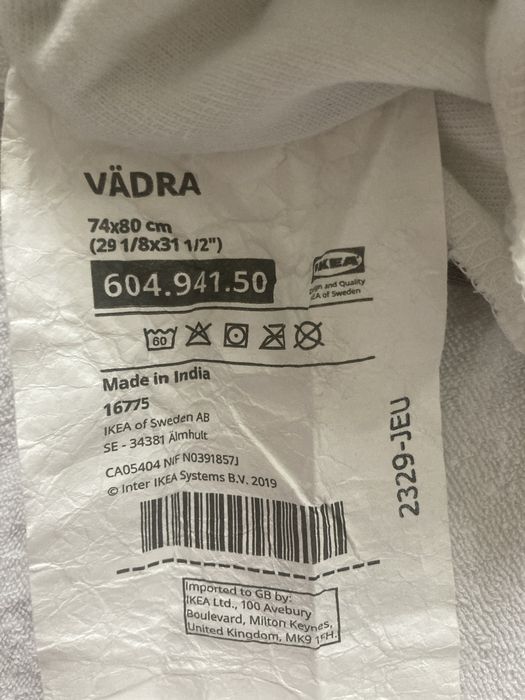 VÄDRA
74x80 cm
(29 1/8x31 1/2")
604.941.50
IKEA
Design and Quality
IKEA of Sweden
60
Made in India
16775
IKEA of Sweden AB
SE - 34381 Älmhult
CA05404 NIF N0391857J
© Inter IKEA Systems B.V. 2019
2329-JEU
Imported to GB by:
IKEA Ltd., 100 Avebury
Boulevard, Milton Keynes,
United Kingdom, MK9 1FH.